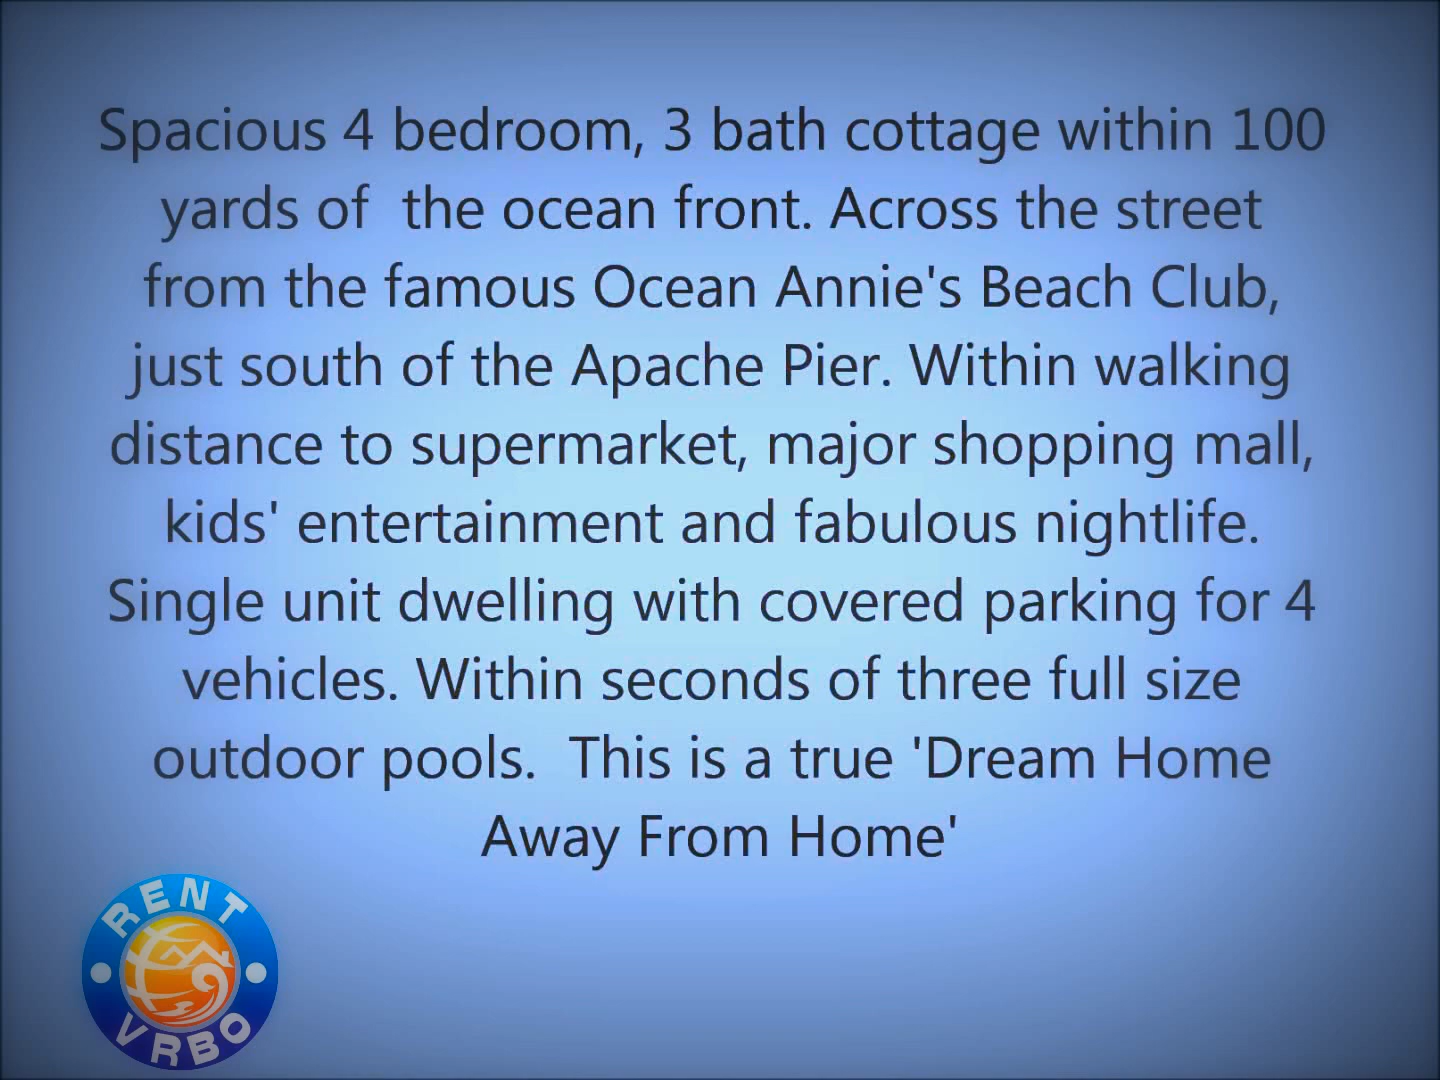 Spacious 4 bedroom, 3 bath cottage within 100
yards of  the ocean front. Across the street
from the famous Ocean Annie's Beach Club,
just south of the Apache Pier. Within walking
distance to supermarket, major shopping mall,
kids' entertainment and fabulous nightlife.
Single unit dwelling with covered parking for 4
vehicles. Within seconds of three full size
outdoor pools.  This is a true 'Dream Home
Away From Home'
RENT
VRBO